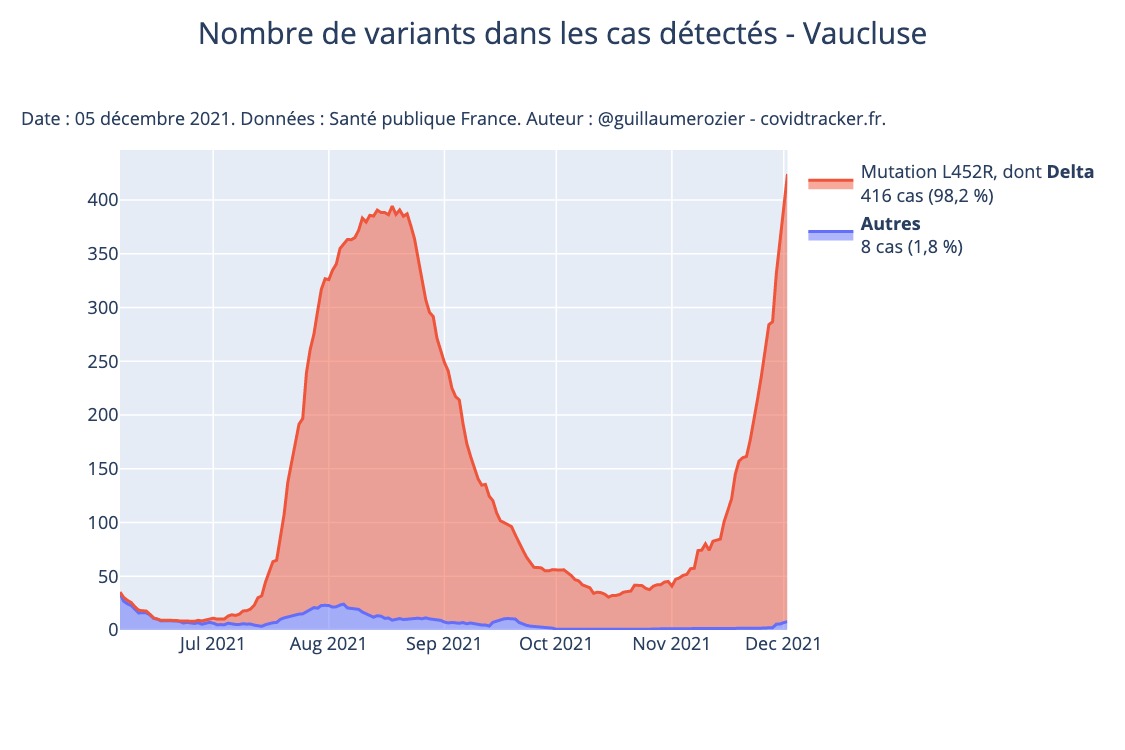 Nombre de variants dans les cas détectés - Vaucluse
Date : 05 décembre 2021. Données : Santé publique France. Auteur : @guillaumerozier - covidtracker.fr.
Mutation L452R, dont Delta
416 cas (98,2 %)
Autres
8 cas (1,8 %)
400
350
300
250
200
150
100
50
0
Jul 2021 Aug 2021 Sep 2021 Oct 2021 Nov 2021 Dec 2021